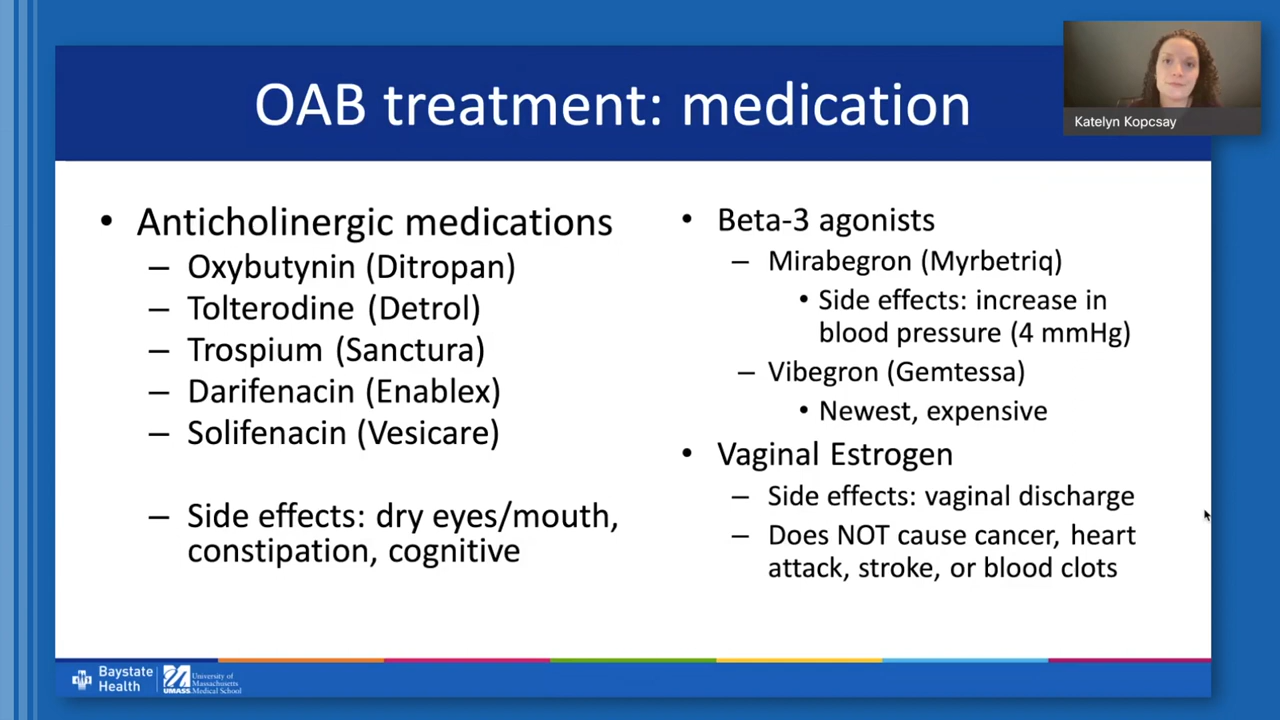 OAB treatment: medication
Katelyn Kopcsay
• Anticholinergic medications
– Oxybutynin (Ditropan)
– Tolterodine (Detrol)
– Trospium (Sanctura)
– Darifenacin (Enablex)
– Solifenacin (Vesicare)
– Side effects: dry eyes/mouth,
constipation, cognitive
• Beta-3 agonists
– Mirabegron (Myrbetriq)
• Side effects: increase in
blood pressure (4 mmHg)
– Vibegron (Gemtessa)
• Newest, expensive
• Vaginal Estrogen
– Side effects: vaginal discharge
– Does NOT cause cancer, heart
attack, stroke, or blood clots
Baystate
Health
UMASS
University of
Massachusetts
Medical School